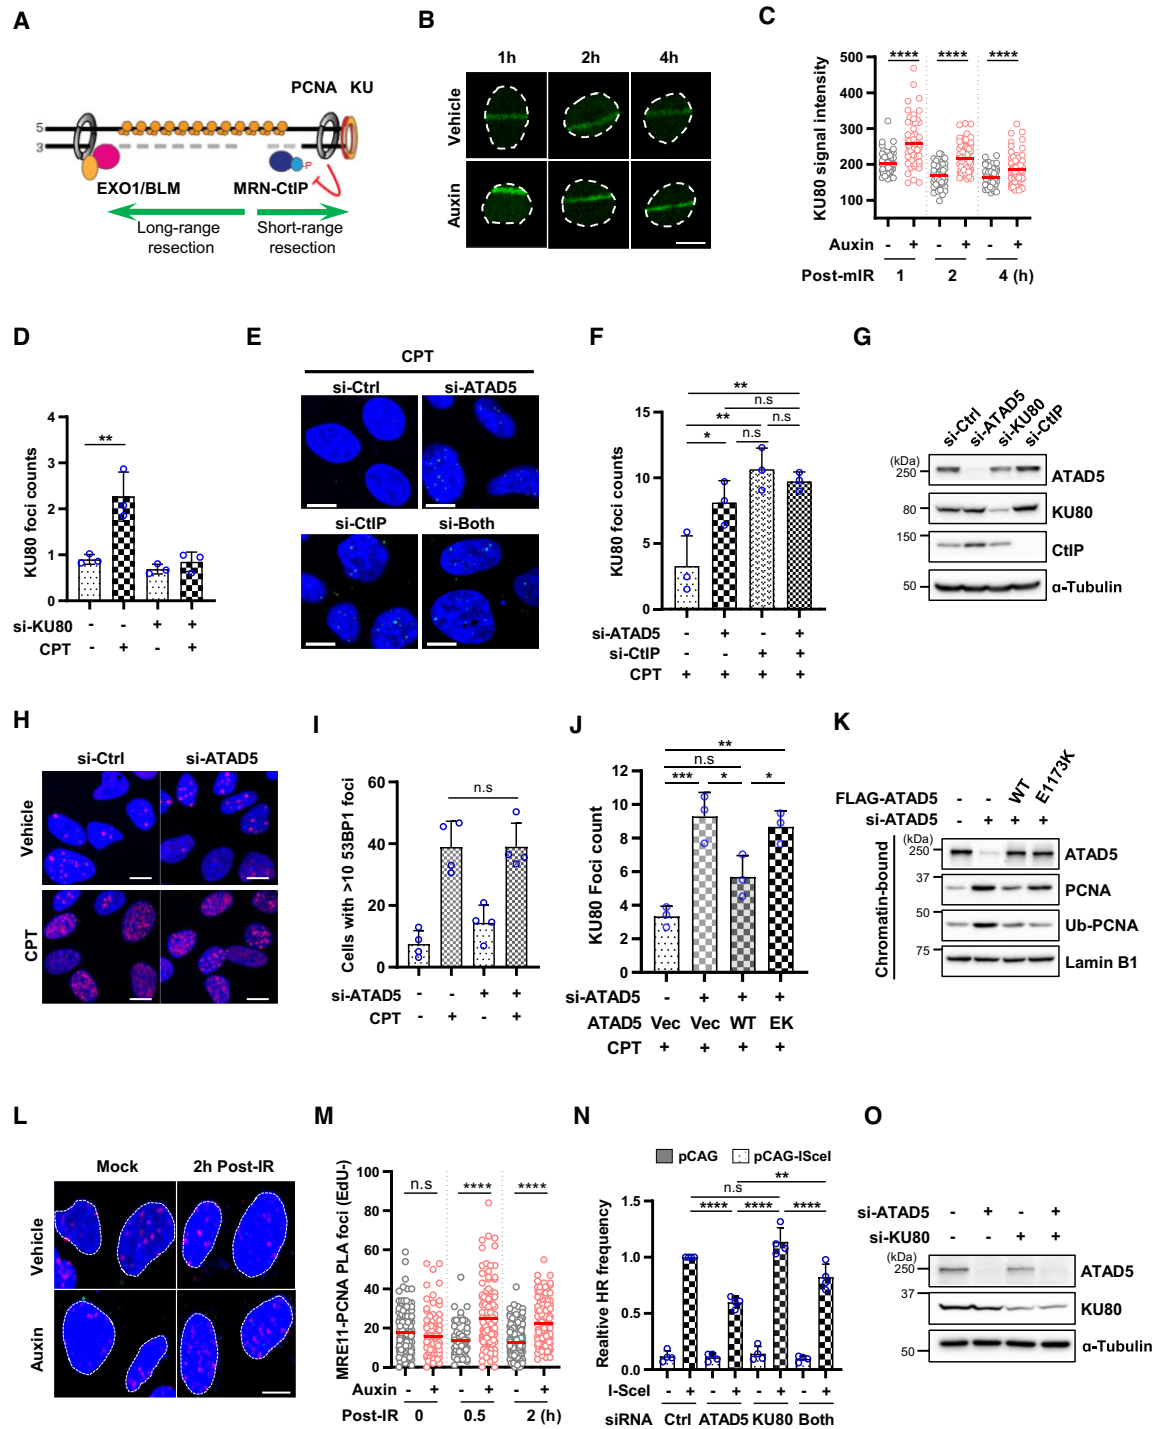 A
PCNA KU
5
3
P
EXO1/BLM MRN-CtIP
Long-range resection
Short-range resection
B
1h 2h 4h
Vehicle
Auxin
C
KU80 signal intensity
500
400
300
200
100
**** **** ****
Auxin - + - + - +
Post-mIR 1 2 4 (h)
D
KU80 foci counts
4
3
2
1
0
**
si-KU80 - - + +
CPT - + - +
E
CPT
si-Ctrl si-ATAD5
si-CtIP si-Both
F
KU80 foci counts
15
10
5
0
**
n.s
** n.s
* n.s
si-ATAD5 - + - +
si-CtIP - - + +
CPT + + + +
G
si-Ctrl si-ATAD5 si-KU80 si-CtIP
(kDa)
250 ATAD5
80 KU80
150 CtIP
50 α-Tubulin
H
si-Ctrl si-ATAD5
Vehicle
CPT
I
Cells with >10 53BP1 foci
60
40
20
0
n.s
si-ATAD5 - - + +
CPT - + - +
J
KU80 Foci count
12
10
8
6
4
2
0
**
n.s
*** * *
si-ATAD5 - + + +
ATAD5 Vec Vec WT EK
CPT + + + +
K
FLAG-ATAD5 - - WT E1173K
si-ATAD5 - + + +
(kDa)
Chromatin-bound
250 ATAD5
37 PCNA
50 Ub-PCNA
75 Lamin B1
L
Mock 2h Post-IR
Vehicle
Auxin
M
MRE11-PCNA PLA foci (EdU-)
100
80
60
40
20
0
n.s **** ****
Auxin - + - + - +
Post-IR 0 0.5 2 (h)
N
pCAG pCAG-ISceI
Realtive HR frequency
1.5
1.0
0.5
0.0
**
n.s
**** **** ****
I-SceI - + - + - + - +
siRNA Ctrl ATAD5 KU80 Both
O
si-ATAD5 - + - +
si-KU80 - - + +
(kDa)
250 ATAD5
37 KU80
50 α-Tubulin